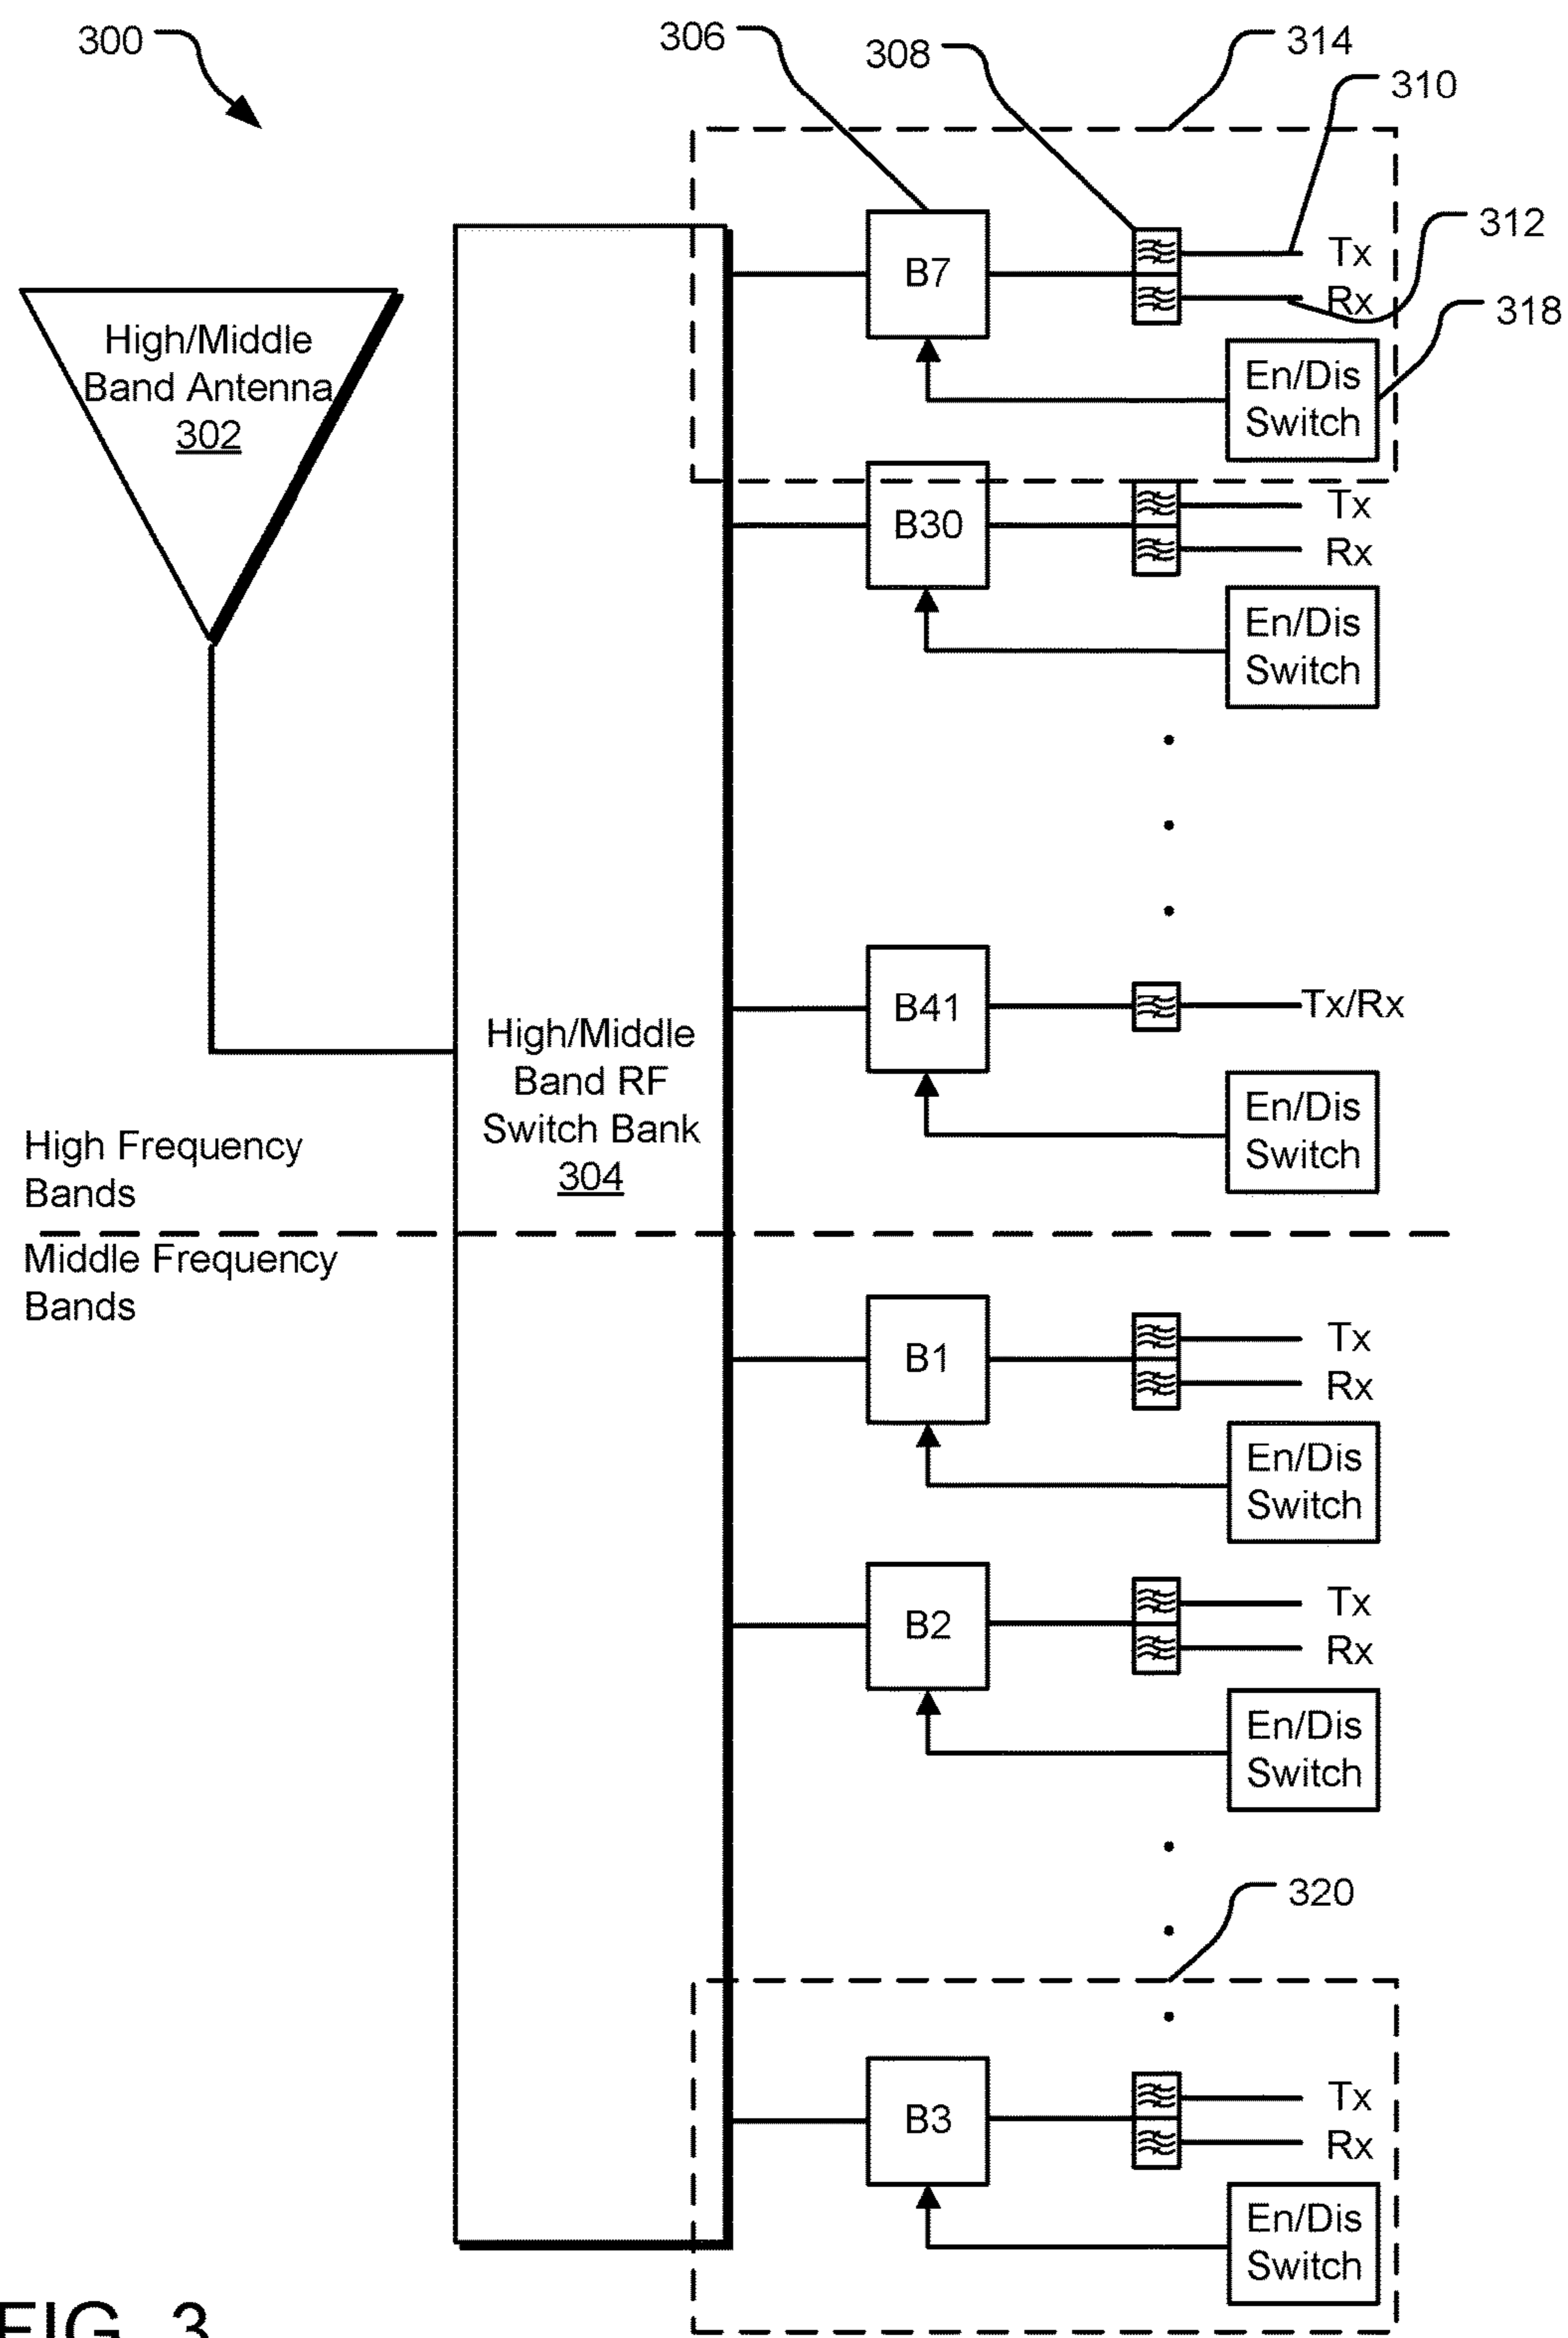 300
306
308
314
310
312
318
High/Middle
Band Antenna
302
B7
Tx
Rx
En/Dis
Switch
B30
Tx
Rx
En/Dis
Switch
B41
Tx/Rx
En/Dis
Switch
High/Middle
Band RF
Switch Bank
304
High Frequency
Bands
Middle Frequency
Bands
B1
Tx
Rx
En/Dis
Switch
B2
Tx
Rx
En/Dis
Switch
320
B3
Tx
Rx
En/Dis
Switch
FIG. 3